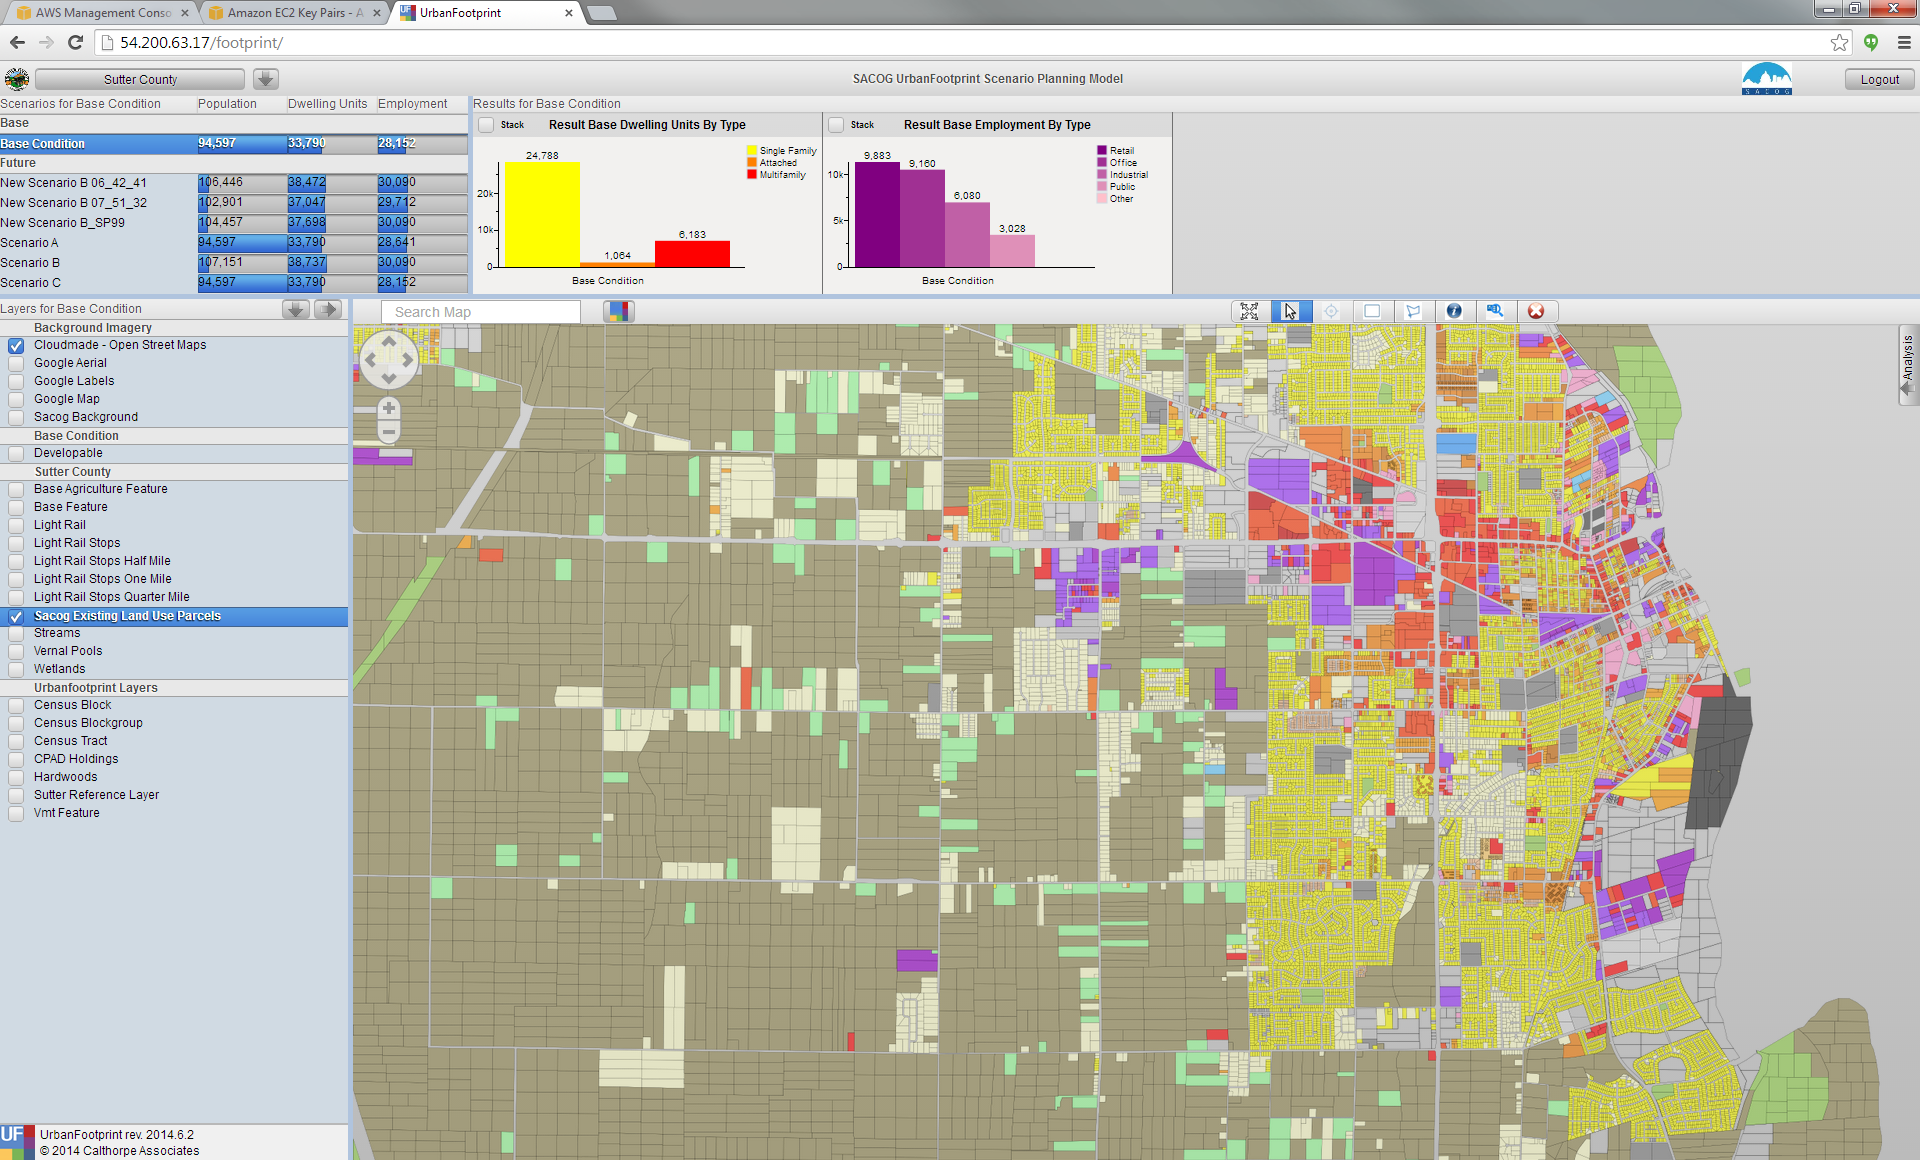 AWS Management Conso
Amazon EC2 Key Pairs - A
UrbanFootprint
54.200.63.17/footprint/
Sutter County
SACOG UrbanFootprint Scenario Planning Model
SACOG
Logout
Scenarios for Base Condition Population Dwelling Units Employment
Base
Base Condition 94,597 33,790 28,152
Future
New Scenario B 06_42_41 106,446 38,472 30,090
New Scenario B 07_51_32 102,901 37,047 29,712
New Scenario B_SP99 104,457 37,698 30,090
Scenario A 94,597 33,790 28,641
Scenario B 107,151 38,737 30,090
Scenario C 94,597 33,790 28,152
Results for Base Condition
Stack Result Base Dwelling Units By Type
24,788
1,064
6,183
20k
10k
0
Single Family
Attached
Multifamily
Base Condition
Stack Result Base Employment By Type
9,883
9,160
6,080
3,028
10k
5k
0
Retail
Office
Industrial
Public
Other
Base Condition
Layers for Base Condition
Background Imagery
Cloudmade - Open Street Maps
Google Aerial
Google Labels
Google Map
Sacog Background
Base Condition
Developable
Sutter County
Base Agriculture Feature
Base Feature
Light Rail
Light Rail Stops
Light Rail Stops Half Mile
Light Rail Stops One Mile
Light Rail Stops Quarter Mile
Sacog Existing Land Use Parcels
Streams
Vernal Pools
Wetlands
Urbanfootprint Layers
Census Block
Census Blockgroup
Census Tract
CPAD Holdings
Hardwoods
Sutter Reference Layer
Vmt Feature
Search Map
Analysis
UF
UrbanFootprint rev. 2014.6.2
© 2014 Calthorpe Associates